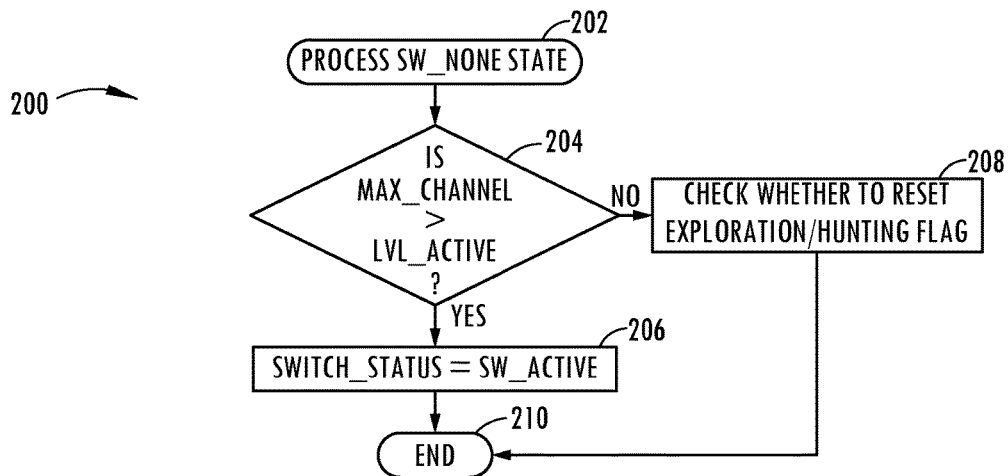 202
PROCESS SW_NONE STATE
200
204
IS
MAX_CHANNEL
>
LVL_ACTIVE
?
NO
208
CHECK WHETHER TO RESET
EXPLORATION/HUNTING FLAG
YES
206
SWITCH_STATUS = SW_ACTIVE
210
END